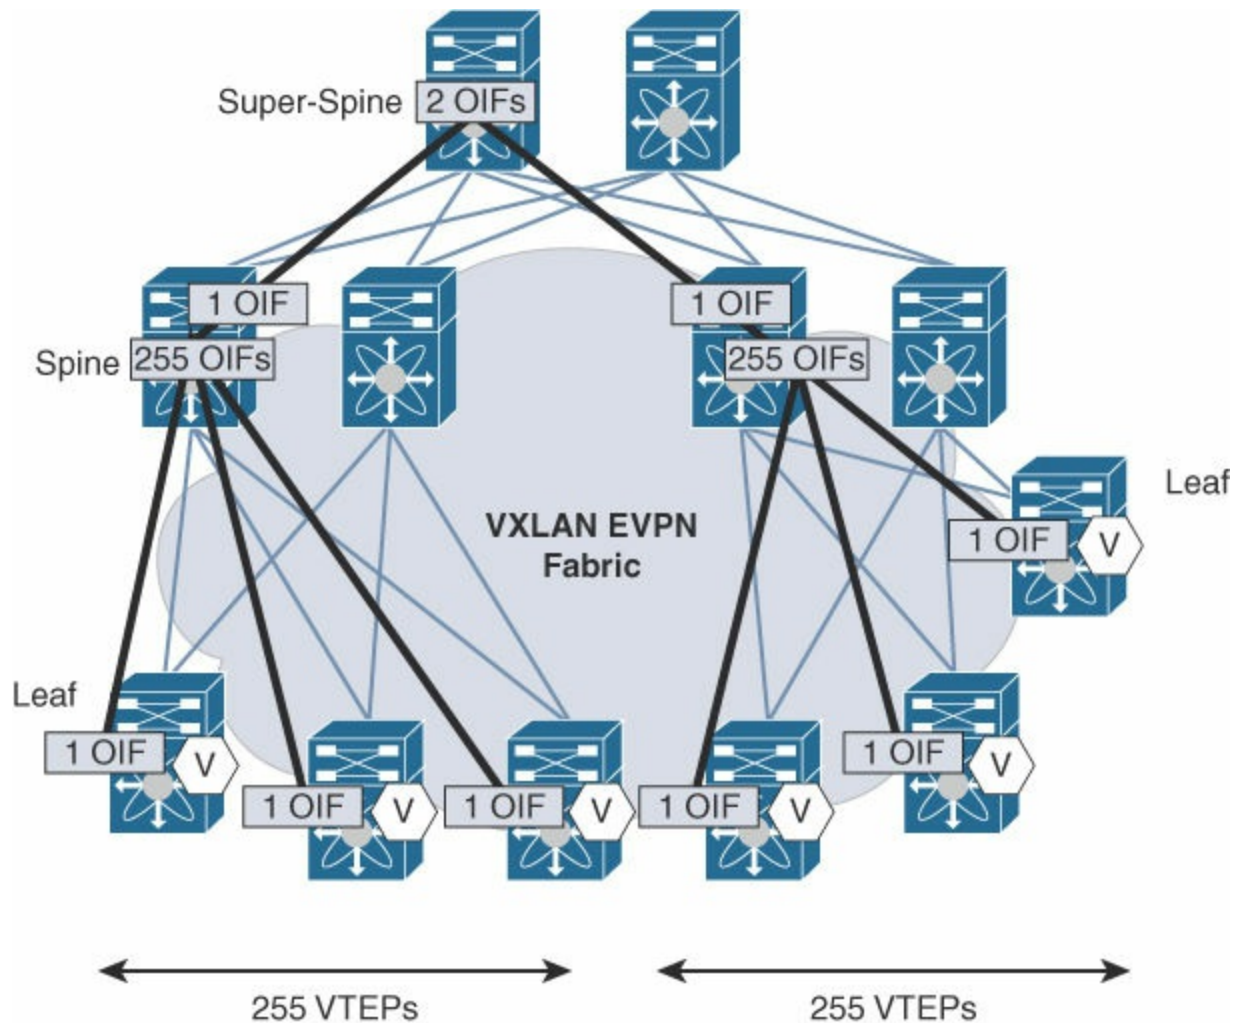 Super-Spine
2 OIFs
1 OIF
1 OIF
Spine
255 OIFs
255 OIFs
Leaf
VXLAN EVPN
Fabric
1 OIF
V
Leaf
1 OIF
V
1 OIF
V
1 OIF
V
1 OIF
V
1 OIF
V
255 VTEPs
255 VTEPs